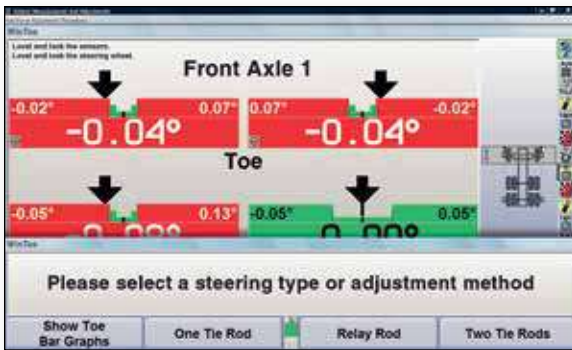 WinToe
Level and lock the sensors.
Level and lock the steering wheel.
Front Axle 1
-0.02° 0.07° 0.07° -0.02°
-0.04° -0.04°
Toe
-0.05° 0.13° -0.05° 0.05°
WinToe
Please select a steering type or adjustment method
Show Toe
Bar Graphs
One Tie Rod
Relay Rod
Two Tie Rods